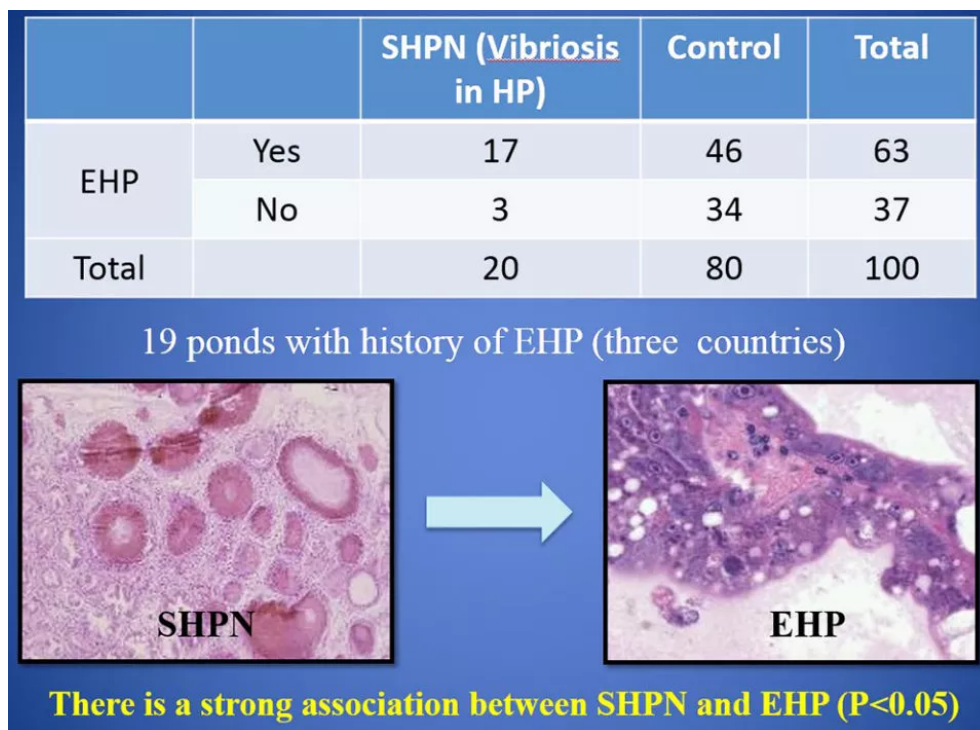 SHPN (Vibriosis in HP) Control Total
EHP Yes 17 46 63
No 3 34 37
Total 20 80 100
19 ponds with history of EHP (three countries)
SHPN
EHP
There is a strong association between SHPN and EHP (P<0.05)